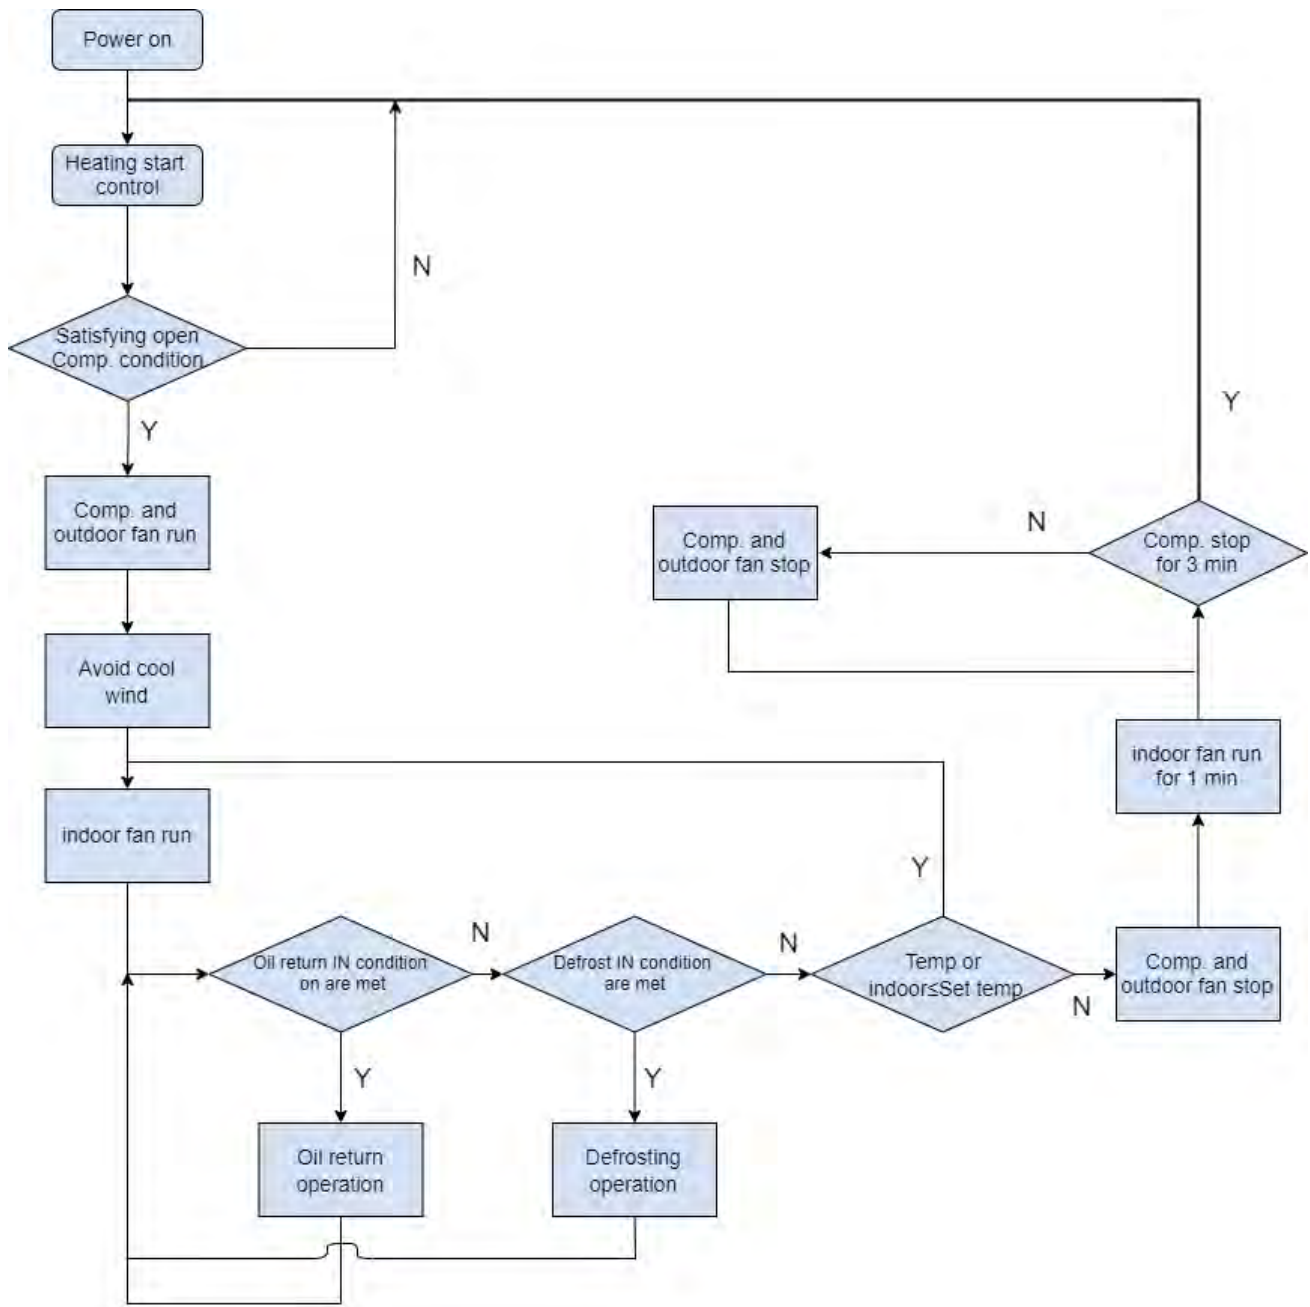 Power on
Heating start
control
N
Satisfying open
Comp. condition
Y
Comp. and
outdoor fan run
Avoid cool
wind
indoor fan run
Oil return IN condition
on are met
N
Y
Oil return
operation
Defrost IN condition
are met
N
Y
Defrosting
operation
Temp or
indoor≤Set temp
Y
N
Comp. and
outdoor fan stop
indoor fan run
for 1 min
Comp. stop
for 3 min
N
Y
Comp. and
outdoor fan stop